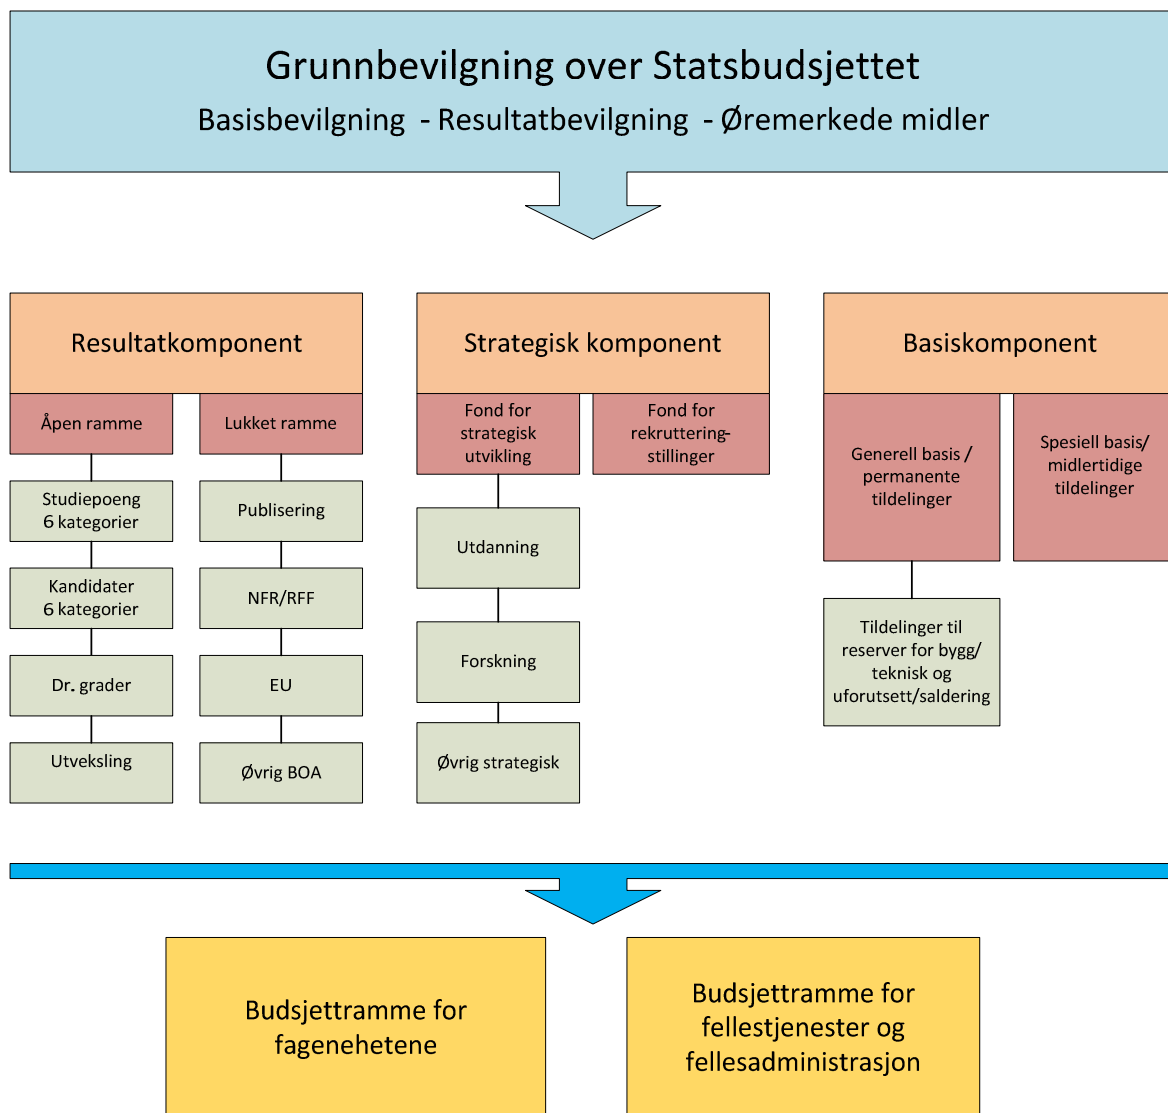 Grunnbevilgning over Statsbudsjettet
Basisbevilgning - Resultatbevilgning - Øremerkede midler
Resultatkomponent
Åpen ramme
Studiepoeng
6 kategorier
Kandidater
6 kategorier
Dr. grader
Utveksling
Lukket ramme
Publisering
NFR/RFF
EU
Øvrig BOA
Strategisk komponent
Fond for
strategisk
utvikling
Utdanning
Forskning
Øvrig strategisk
Fond for
rekruttering-
stillinger
Basiskomponent
Generell basis /
permanente
tildelinger
Tildelinger til
reserver for bygg/
teknisk og
uforutsett/saldering
Spesiell basis/
midlertidige
tildelinger
Budsjettramme for
fagenehetene
Budsjettramme for
fellestjenester og
fellesadministrasjon